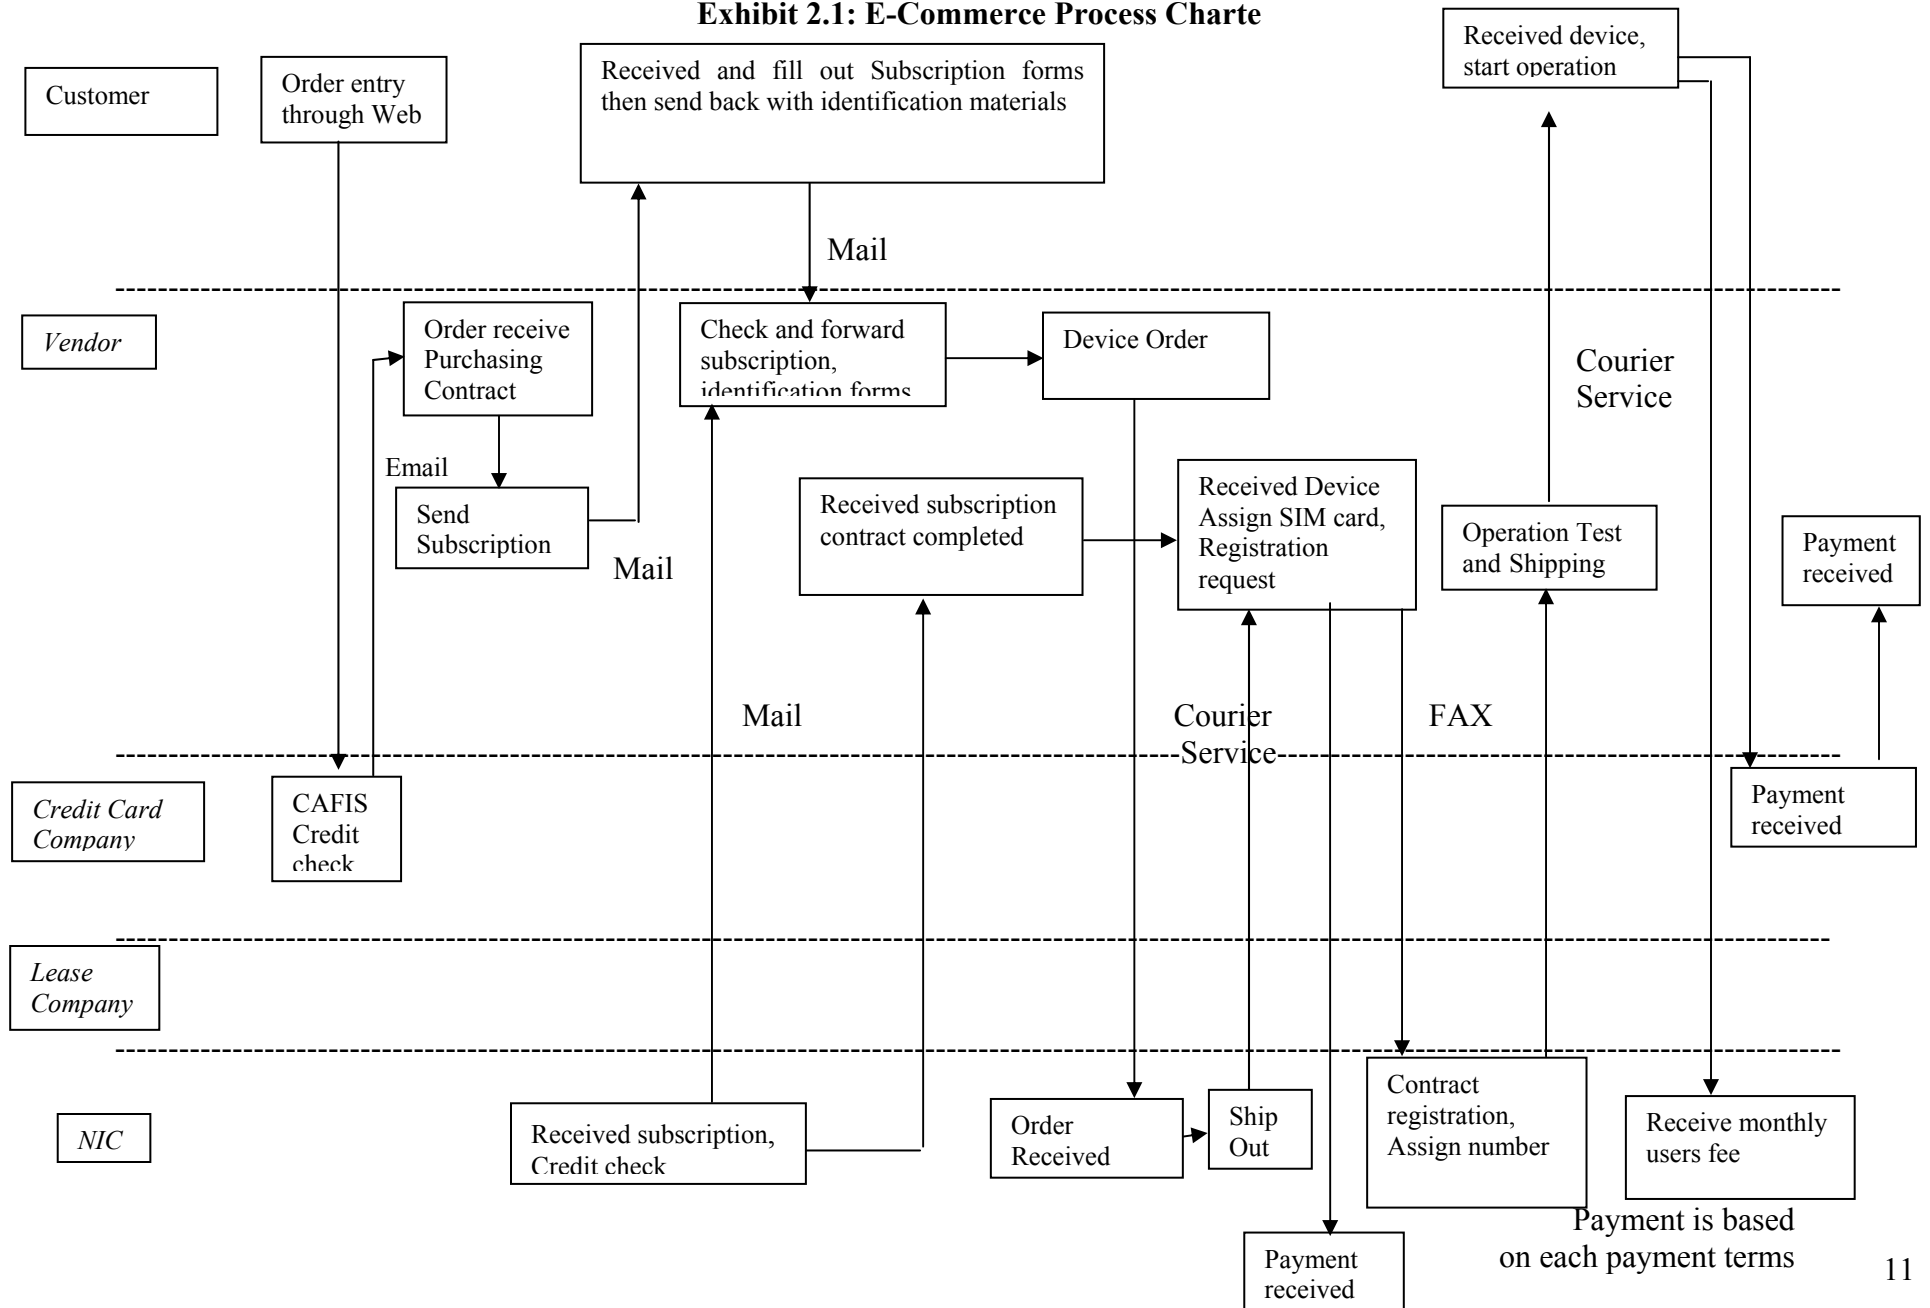 Exhibit 2.1: E-Commerce Process Charte
Customer
Order entry
through Web
Received and fill out Subscription forms
then send back with identification materials
Received device,
start operation
Mail
Vendor
Order receive
Purchasing
Contract
Check and forward
subscription,
identification forms
Device Order
Courier
Service
Email
Send
Subscription
Mail
Received subscription
contract completed
Received Device
Assign SIM card,
Registration
request
Operation Test
and Shipping
Payment
received
Mail
Courier
Service
FAX
Credit Card
Company
CAFIS
Credit
check
Payment
received
Lease
Company
NIC
Received subscription,
Credit check
Order
Received
Ship
Out
Contract
registration,
Assign number
Receive monthly
users fee
Payment is based
on each payment terms
Payment
received
11